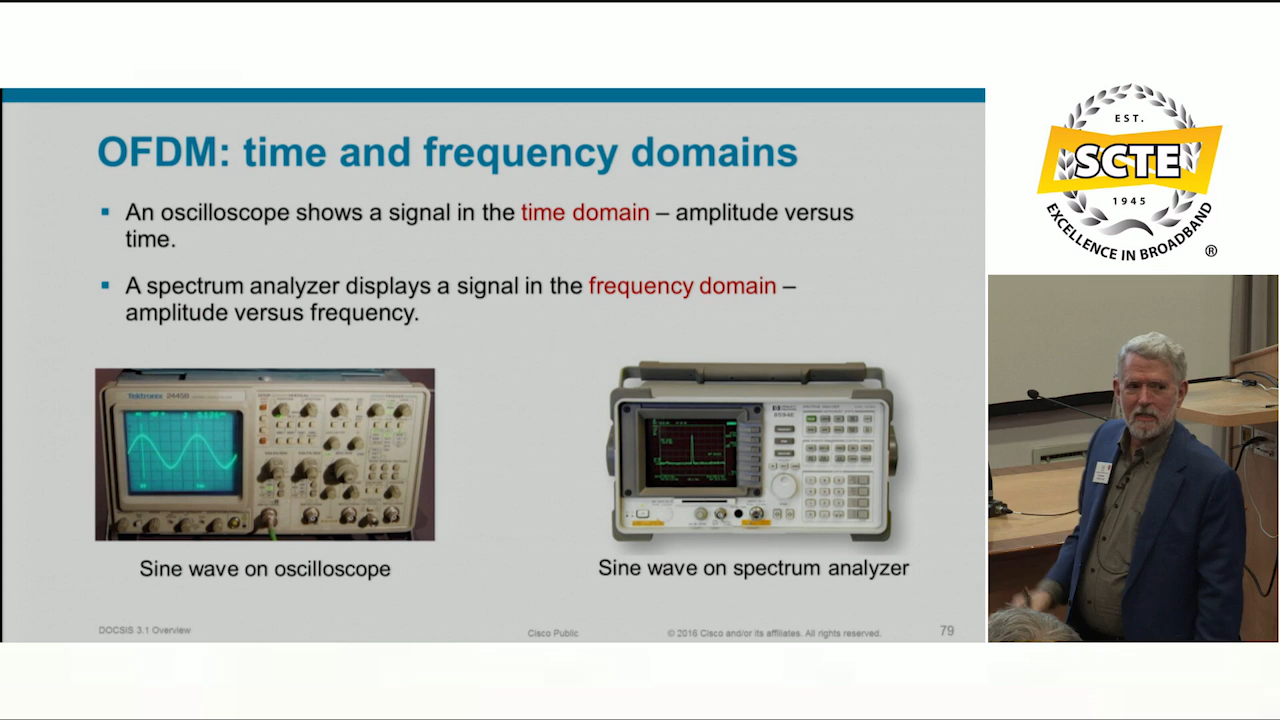 OFDM: time and frequency domains
An oscilloscope shows a signal in the time domain – amplitude versus
time.
A spectrum analyzer displays a signal in the frequency domain –
amplitude versus frequency.
Tektronix 2445B
Sine wave on oscilloscope
Sine wave on spectrum analyzer
DOCSIS 3.1 Overview
Cisco Public
© 2016 Cisco and/or its affiliates. All rights reserved.
79
EST.
SCTE
1945
EXCELLENCE IN BROADBAND
®